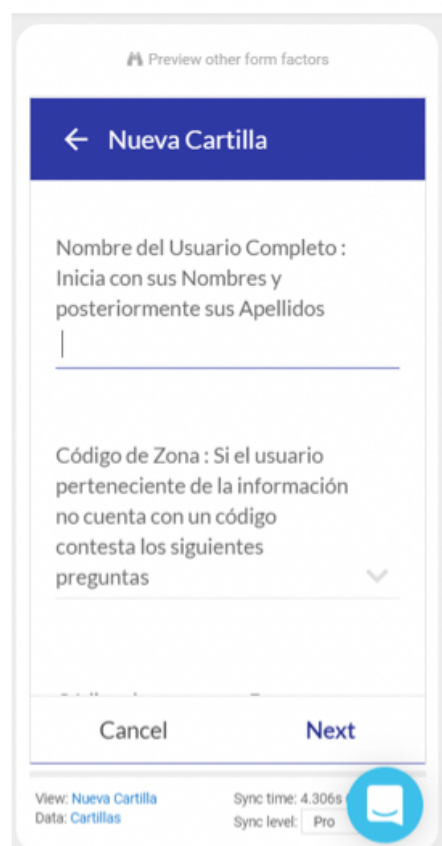 Preview other form factors
Nueva Cartilla
Nombre del Usuario Completo :
Inicia con sus Nombres y
posteriormente sus Apellidos
Código de Zona : Si el usuario
perteneciente de la información
no cuenta con un código
contesta los siguientes
preguntas
Cancel Next
View: Nueva Cartilla Sync time: 4.306s
Data: Cartillas Sync level: Pro